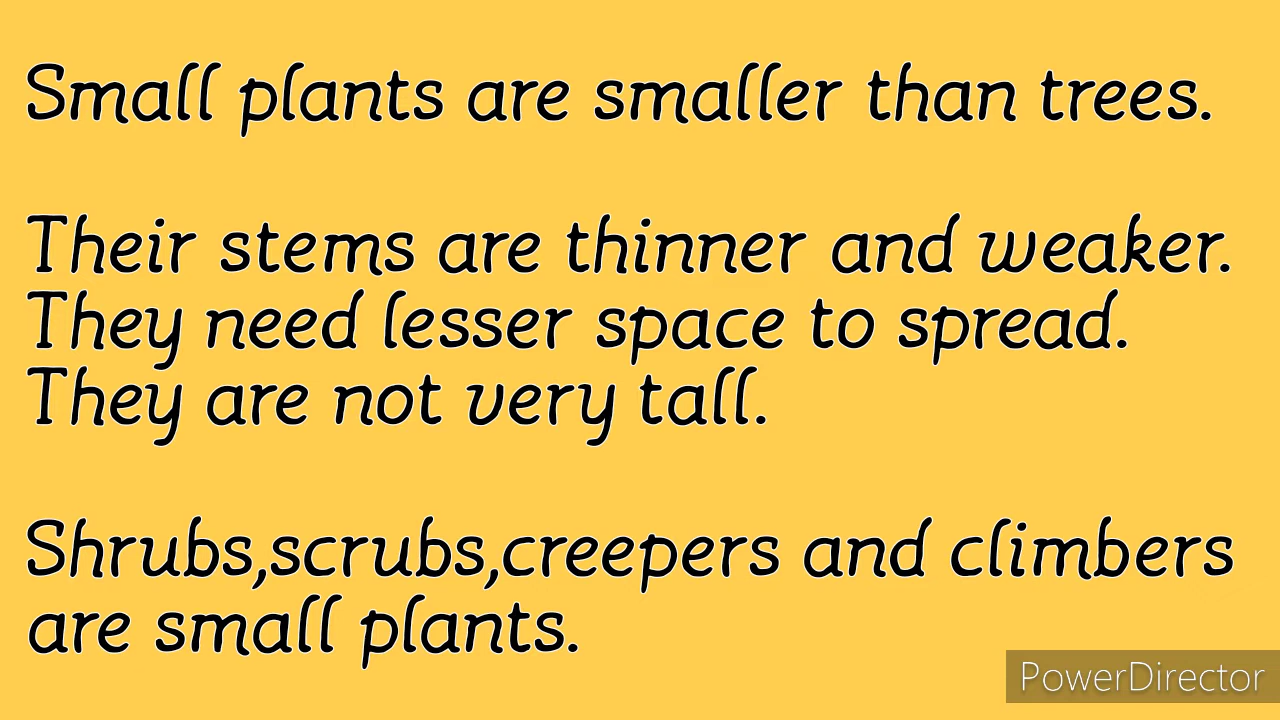 Small plants are smaller than trees.
Their stems are thinner and weaker.
They need lesser space to spread.
They are not very tall.
Shrubs,scrubs,creepers and climbers
are small plants.
PowerDirector